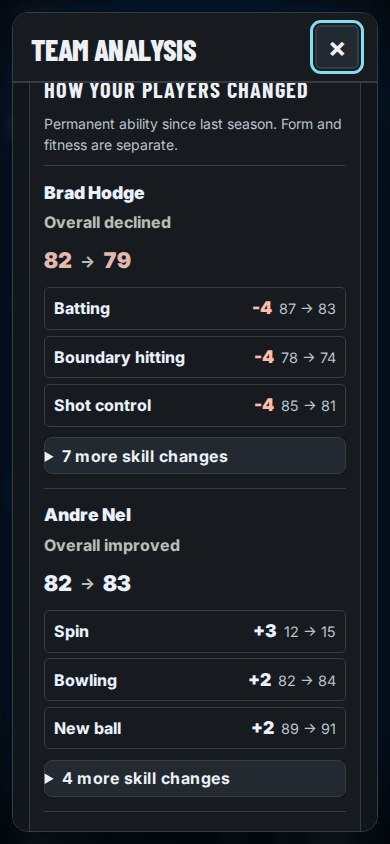 TEAM ANALYSIS
×
HOW YOUR PLAYERS CHANGED
Permanent ability since last season. Form and
fitness are separate.
Brad Hodge
Overall declined
82 → 79
Batting -4 87 → 83
Boundary hitting -4 78 → 74
Shot control -4 85 → 81
▶ 7 more skill changes
Andre Nel
Overall improved
82 → 83
Spin +3 12 → 15
Bowling +2 82 → 84
New ball +2 89 → 91
▶ 4 more skill changes